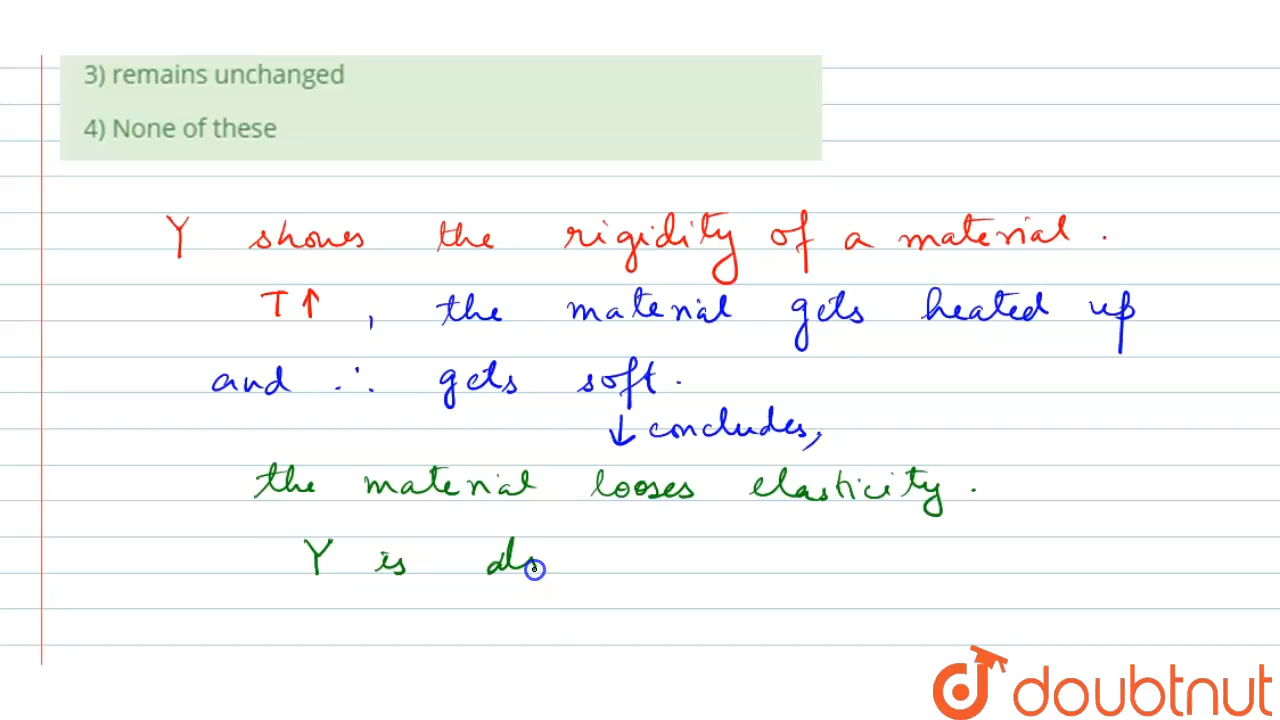 3) remains unchanged
4) None of these
Y shows the rigidity of a material.
T↑, the material gets heated up
and ∴ gets soft.
↓ concludes,
the material looses elasticity.
Y is
doubtnut